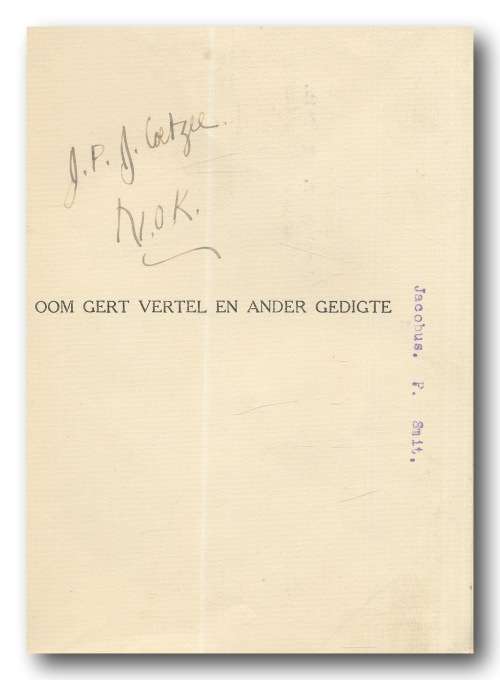 J. P. J. Coetzee.
N.O.K.
OOM GERT VERTEL EN ANDER GEDIGTE
Jacobus. F. Smit.